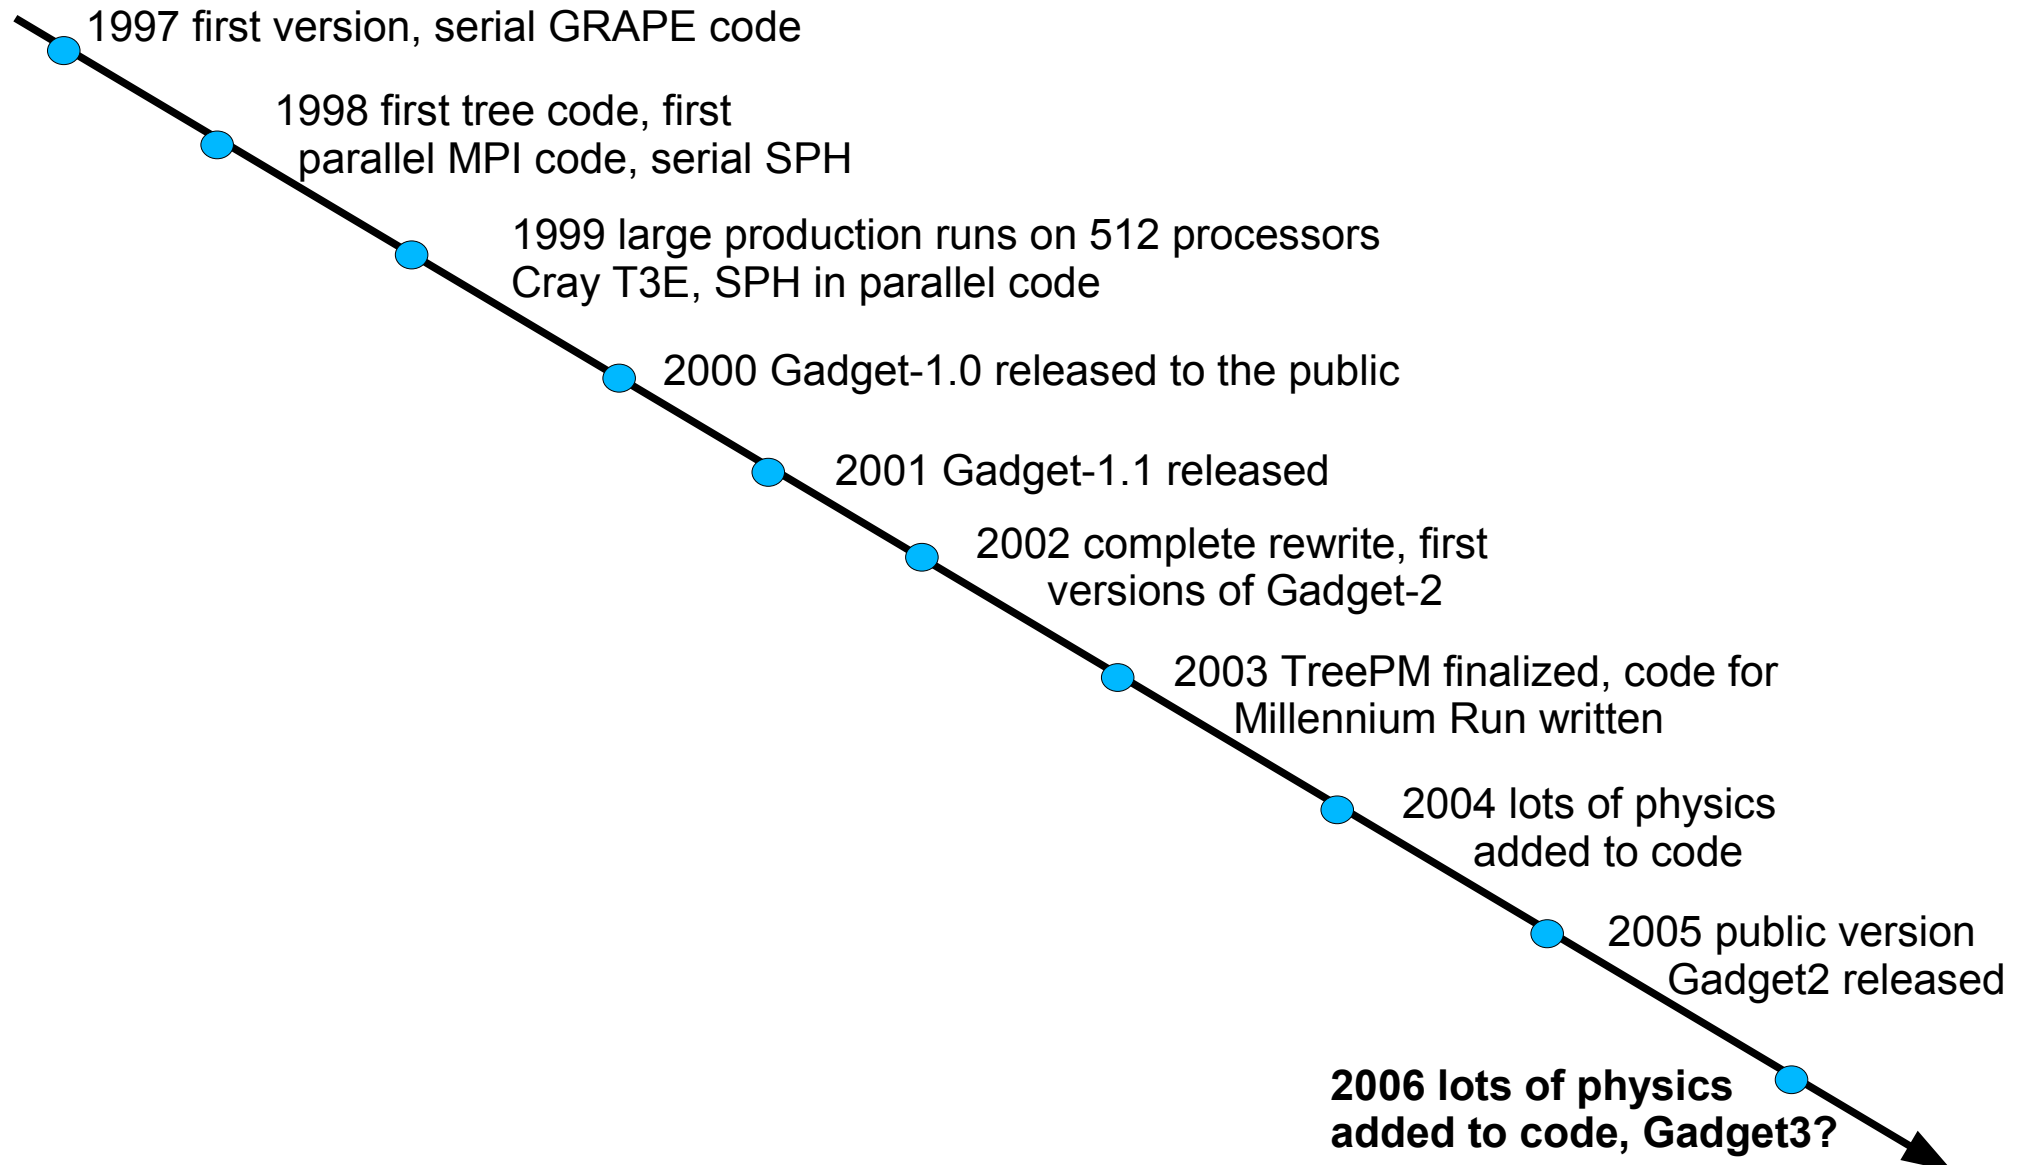 1997 first version, serial GRAPE code
1998 first tree code, first
parallel MPI code, serial SPH
1999 large production runs on 512 processors
Cray T3E, SPH in parallel code
2000 Gadget-1.0 released to the public
2001 Gadget-1.1 released
2002 complete rewrite, first
versions of Gadget-2
2003 TreePM finalized, code for
Millennium Run written
2004 lots of physics
added to code
2005 public version
Gadget2 released
2006 lots of physics
added to code, Gadget3?